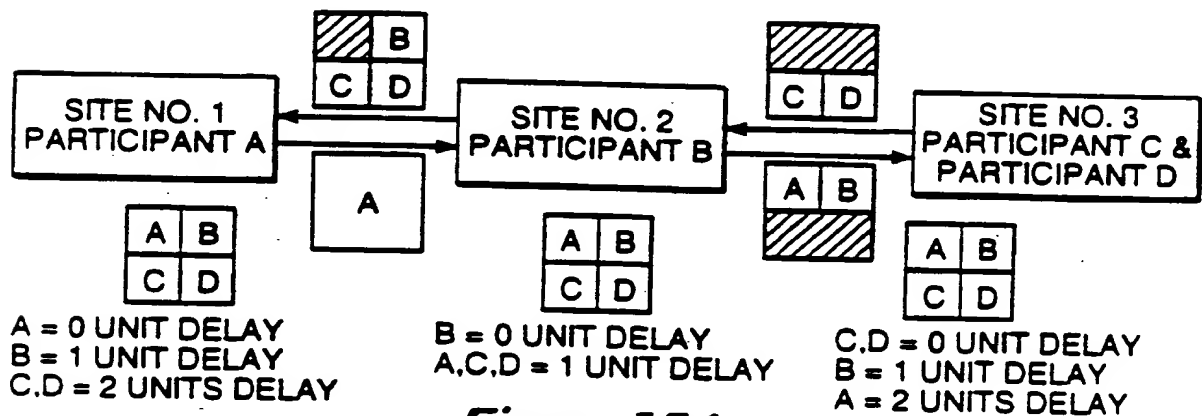 B
C D
C D
SITE NO. 1
PARTICIPANT A
SITE NO. 2
PARTICIPANT B
SITE NO. 3
PARTICIPANT C &
PARTICIPANT D
A
A B
A B
C D
A B
C D
A B
C D
A = 0 UNIT DELAY
B = 1 UNIT DELAY
C,D = 2 UNITS DELAY
B = 0 UNIT DELAY
A,C,D = 1 UNIT DELAY
C,D = 0 UNIT DELAY
B = 1 UNIT DELAY
A = 2 UNITS DELAY